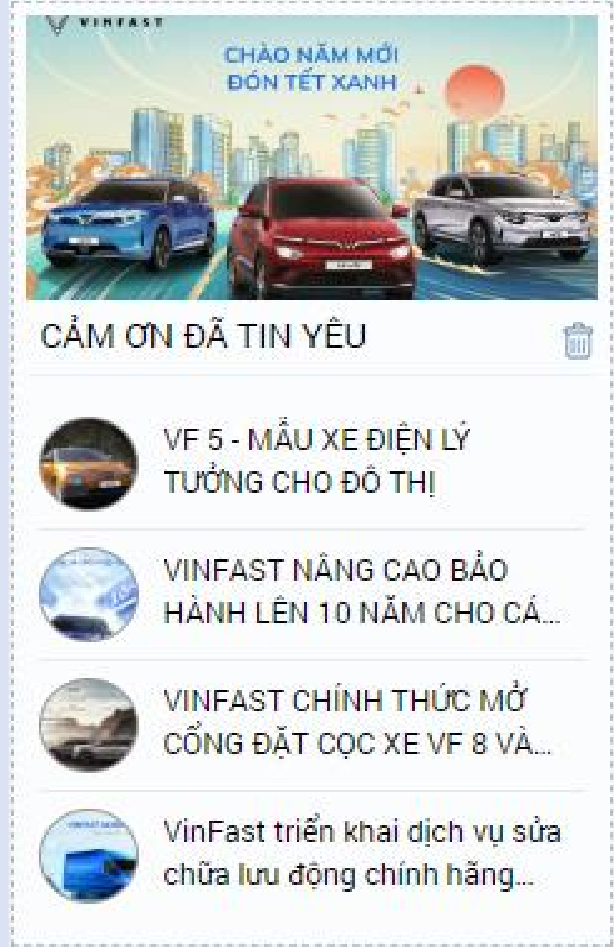 VINFAST
CHÀO NĂM MỚI
ĐÓN TẾT XANH
CẢM ƠN ĐÃ TIN YÊU
VF 5 - MẪU XE ĐIỆN LÝ
TƯỞNG CHO ĐÔ THỊ
VINFAST NÂNG CAO BẢO
HÀNH LÊN 10 NĂM CHO CÁ...
VINFAST CHÍNH THỨC MỞ
CỔNG ĐẶT CỌC XE VF 8 VÀ...
VinFast triển khai dịch vụ sửa
chữa lưu động chính hãng...